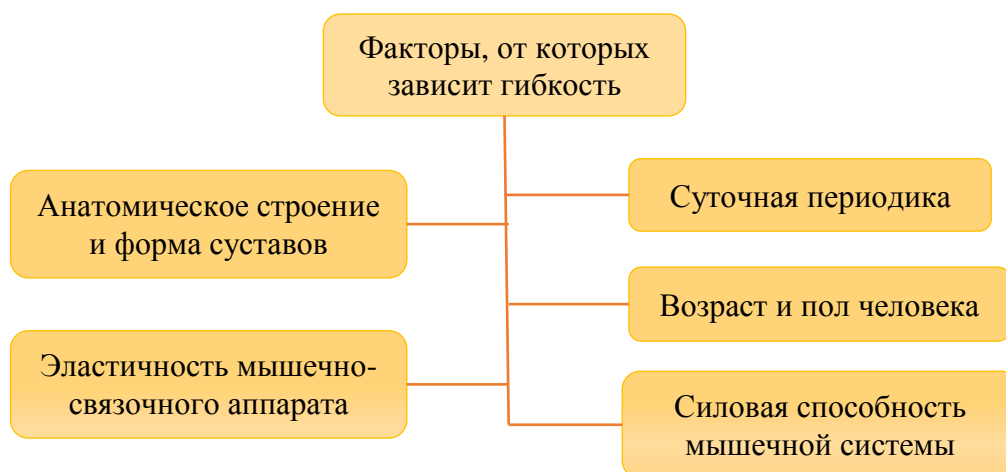 Факторы, от которых
зависит гибкость
Анатомическое строение
и форма суставов
Суточная периодика
Возраст и пол человека
Эластичность мышечно-
связочного аппарата
Силовая способность
мышечной системы